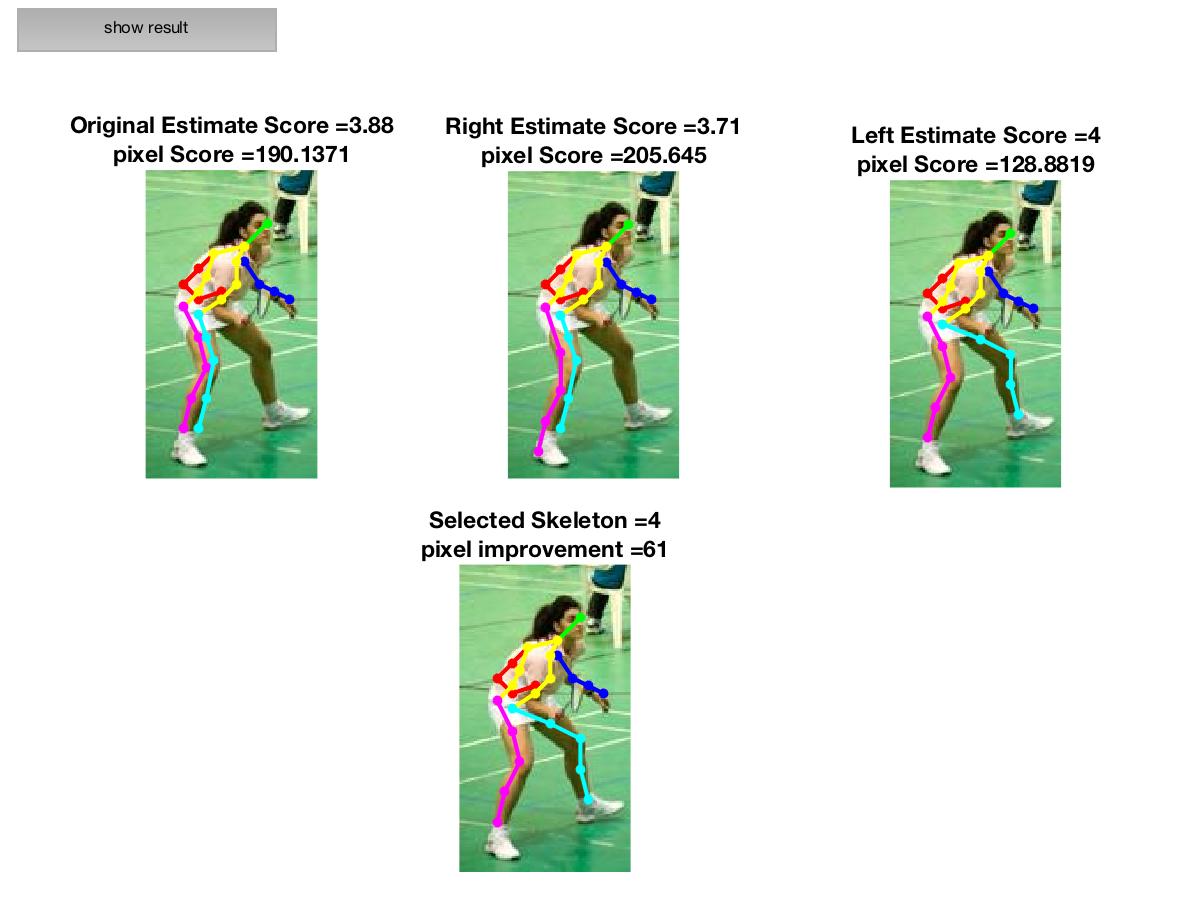 show result
Original Estimate Score =3.88
pixel Score =190.1371
Right Estimate Score =3.71
pixel Score =205.645
Left Estimate Score =4
pixel Score =128.8819
Selected Skeleton =4
pixel improvement =61